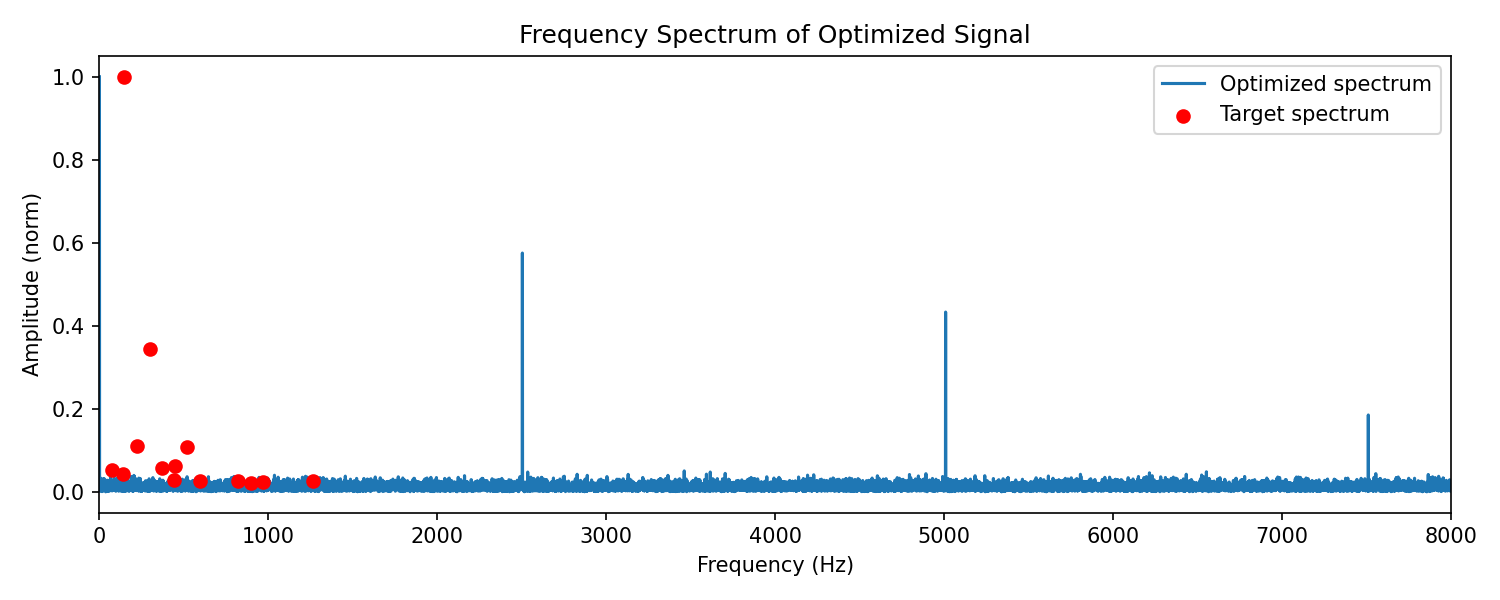 Frequency Spectrum of Optimized Signal
Optimized spectrum
Target spectrum
Amplitude (norm)
1.0
0.8
0.6
0.4
0.2
0.0
0 1000 2000 3000 4000 5000 6000 7000 8000
Frequency (Hz)